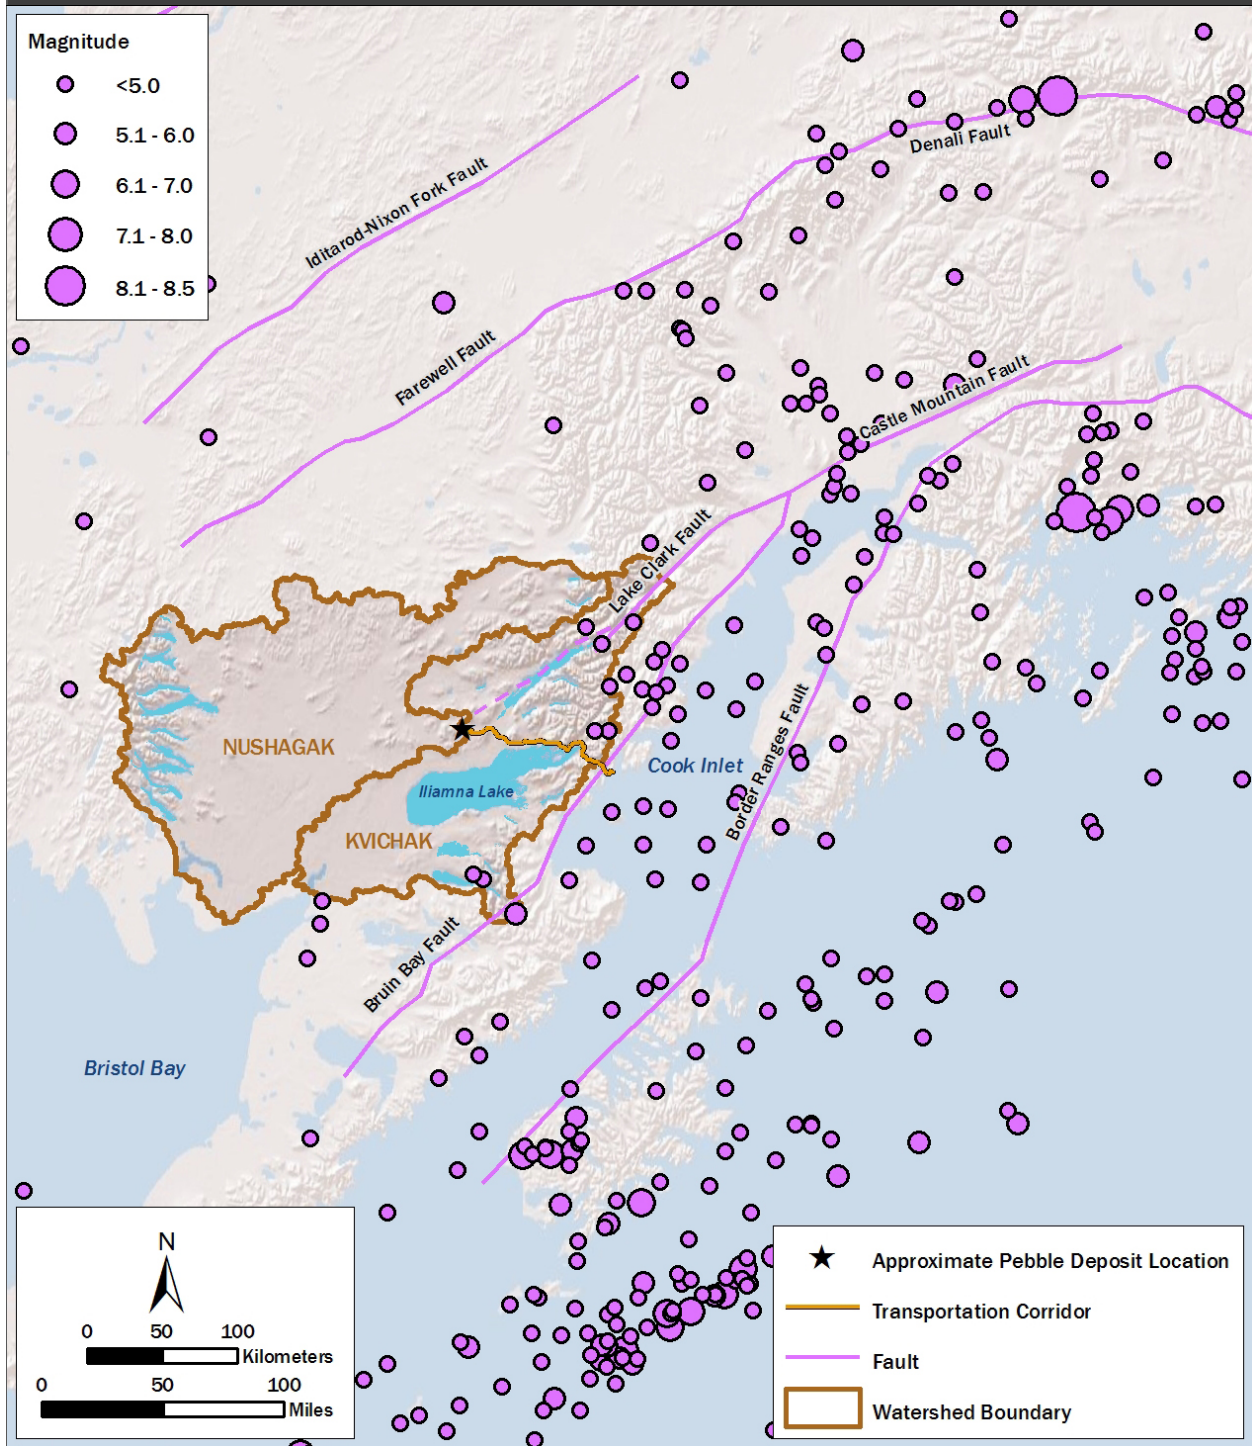 Magnitude
<5.0
5.1 - 6.0
6.1 - 7.0
7.1 - 8.0
8.1 - 8.5
Denali Fault
Iditarod-Nixon Fork Fault
Farewell Fault
Castle Mountain Fault
Lake Clark Fault
Border Ranges Fault
NUSHAGAK
Cook Inlet
Iliamna Lake
KVICHAK
Bruin Bay Fault
Bristol Bay
N
0 50 100
Kilometers
0 50 100
Miles
Approximate Pebble Deposit Location
Transportation Corridor
Fault
Watershed Boundary